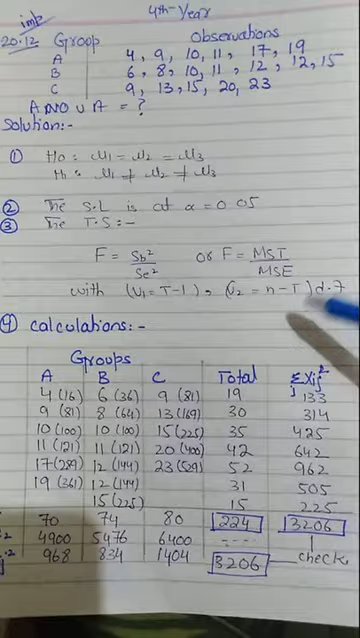 4th-Year
imp
20.12 Group Observations
A 4, 9, 10, 11, 17, 19
B 6, 8, 10, 11, 12, 12, 15
C 9, 13, 15, 20, 23
ANOVA = ?
Solution:-
① H₀: μ₁ = μ₂ = μ₃
H₁: μ₁ ≠ μ₂ ≠ μ₃
② The S.L is at α = 0.05
③ The T.S:-
F = Sb²/Se² or F = MST/MSE
with (υ₁ = T-1), (υ₂ = n-T) d.f
④ Calculations:-
Groups
A B C Total ΣXij²
j
4 (16) 6 (36) 9 (81) 19 133
9 (81) 8 (64) 13 (169) 30 314
10 (100) 10 (100) 15 (225) 35 425
11 (121) 11 (121) 20 (400) 42 642
17 (289) 12 (144) 23 (529) 52 962
19 (361) 12 (144) 31 505
15 (225) 15 225
70 74 80 224 3206
4900 5476 6400 ----
968 834 1404 3206 check